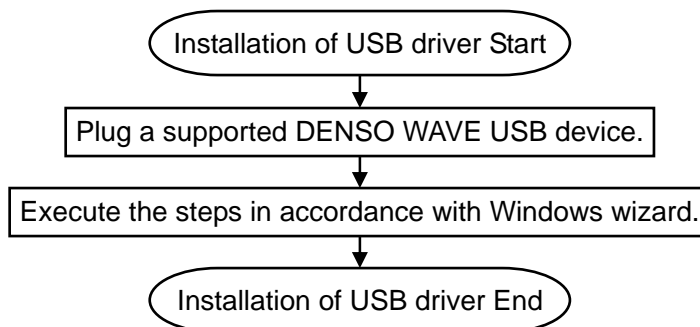 Installation of USB driver Start
Plug a supported DENSO WAVE USB device.
Execute the steps in accordance with Windows wizard.
Installation of USB driver End